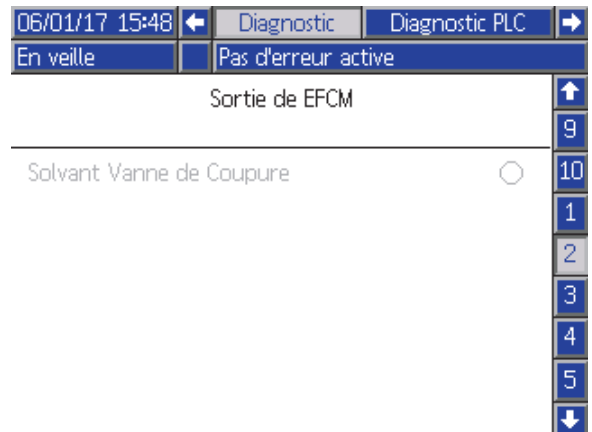 06/01/17 15:48 Diagnostic Diagnostic PLC
En veille Pas d'erreur active
Sortie de EFCM
9
Solvant Vanne de Coupure 10
1
2
3
4
5